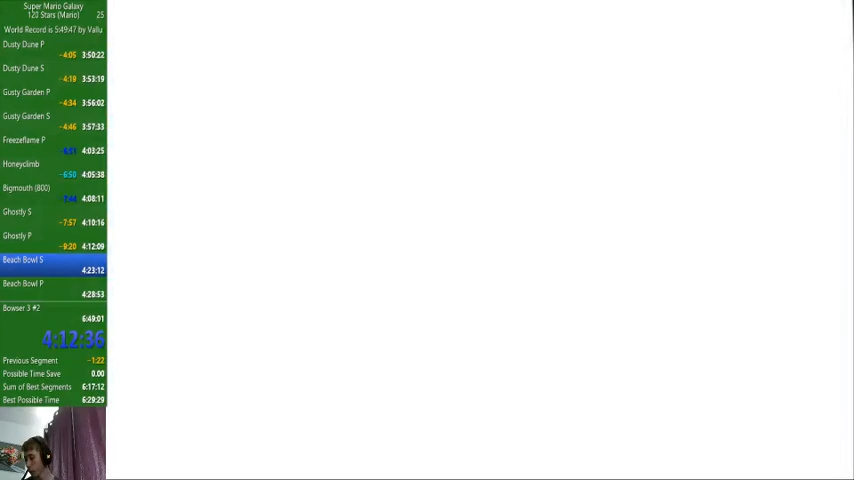 Super Mario Galaxy
120 Stars (Mario) 25
World Record is 5:49:47 by Vallu
Dusty Dune P
-4:05 3:50:22
Dusty Dune S
-4:19 3:53:19
Gusty Garden P
-4:34 3:56:02
Gusty Garden S
-4:46 3:57:33
Freezeflame P
4:03:25
Honeyclimb
-6:50 4:05:38
Bigmouth (800)
4:08:11
Ghostly S
-7:57 4:10:16
Ghostly P
-9:20 4:12:09
Beach Bowl S
4:23:12
Beach Bowl P
4:28:53
Bowser 3 #2
6:49:01
4:12:36
Previous Segment -1:22
Possible Time Save 0.00
Sum of Best Segments 6:17:12
Best Possible Time 6:29:29